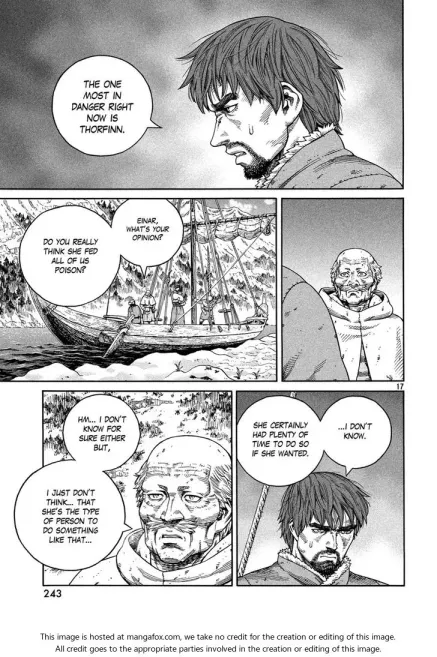 THE ONE
MOST IN
DANGER RIGHT
NOW IS
THORFINN.
EINAR,
WHAT'S YOUR
OPINION?
DO YOU REALLY
THINK SHE FED
ALL OF US
POISON?
17
...I DON'T
KNOW.
SHE CERTAINLY
HAD PLENTY OF
TIME TO DO SO
IF SHE WANTED.
HM... I DON'T
KNOW FOR
SURE EITHER
BUT,
I JUST DON'T
THINK... THAT
SHE'S THE TYPE
OF PERSON TO
DO SOMETHING
LIKE THAT...
243
This image is hosted at mangafox.com, we take no credit for the creation or editing of this image.
All credit goes to the appropriate parties involved in the creation or editing of this image.